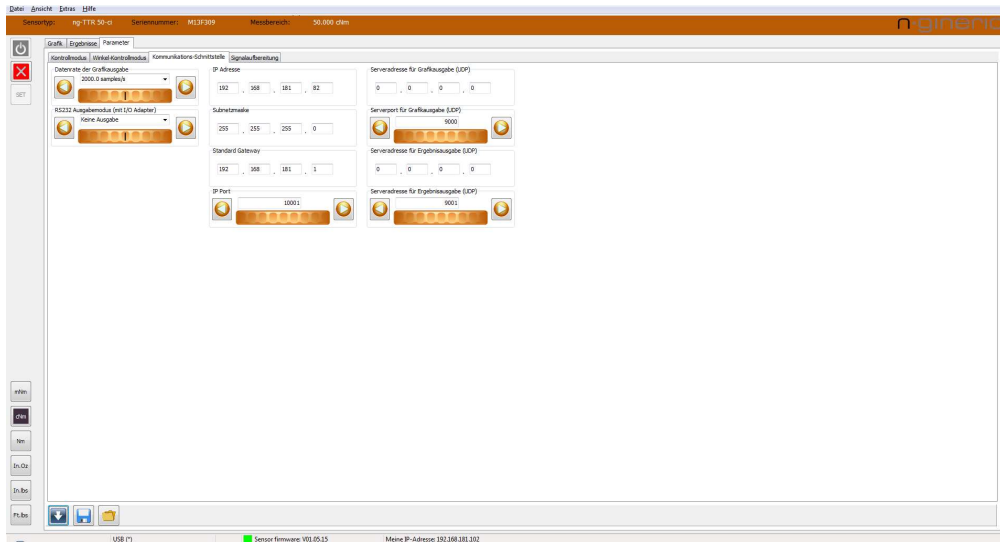 Datei Ansicht Extras Hilfe
Sensortyp: ng-TTR 50-ci Seriennummer: M13F309 Messbereich: 50.000 cNm
n-gineric
Grafik Ergebnisse Parameter
Kontrollmodus Winkel-Kontrollmodus Kommunikations-Schnittstelle Signalaufbereitung
Datenrate der Grafikausgabe
2000.0 samples/s
RS232 Ausgabemodus (mit I/O Adapter)
Keine Ausgabe
IP Adresse
192 . 168 . 181 . 82
Subnetzmaske
255 . 255 . 255 . 0
Standard Gateway
192 . 168 . 181 . 1
IP Port
10001
Serveradresse für Grafikausgabe (UDP)
0 . 0 . 0 . 0
Serverport für Grafikausgabe (UDP)
9000
Serveradresse für Ergebnisausgabe (UDP)
0 . 0 . 0 . 0
Serveradresse für Ergebnisausgabe (UDP)
9001
SET
mNm
cNm
Nm
In.Oz
In.lbs
Ft.lbs
USB (*) Sensor firmware: V01.05.15 Meine IP-Adresse: 192.168.181.102